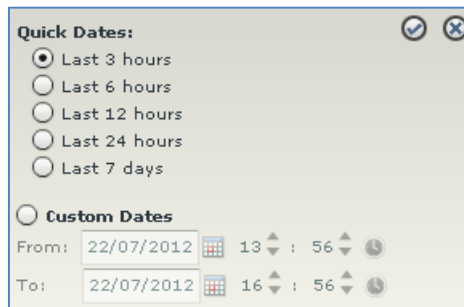 Quick Dates:
Last 3 hours
Last 6 hours
Last 12 hours
Last 24 hours
Last 7 days
Custom Dates
From: 22/07/2012 13 : 56
To: 22/07/2012 16 : 56